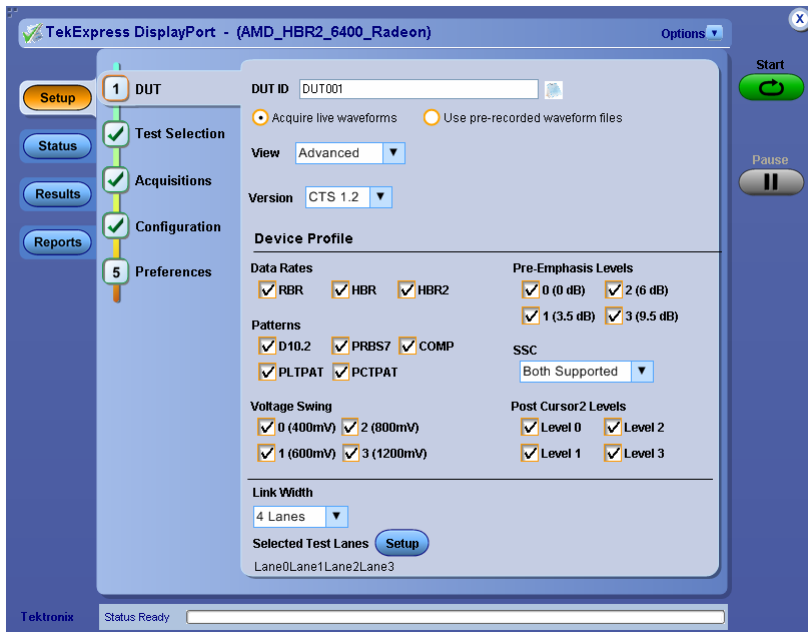 TekExpress DisplayPort - (AMD_HBR2_6400_Radeon)
Options
X
Start
Pause
Setup
Status
Results
Reports
1 DUT
Test Selection
Acquisitions
Configuration
5 Preferences
DUT ID DUT001
Acquire live waveforms Use pre-recorded waveform files
View Advanced
Version CTS 1.2
Device Profile
Data Rates
RBR HBR HBR2
Patterns
D10.2 PRBS7 COMP
PLTPAT PCTPAT
Voltage Swing
0 (400mV) 2 (800mV)
1 (600mV) 3 (1200mV)
Pre-Emphasis Levels
0 (0 dB) 2 (6 dB)
1 (3.5 dB) 3 (9.5 dB)
SSC
Both Supported
Post Cursor2 Levels
Level 0 Level 2
Level 1 Level 3
Link Width
4 Lanes
Selected Test Lanes Setup
Lane0Lane1Lane2Lane3
Tektronix
Status Ready